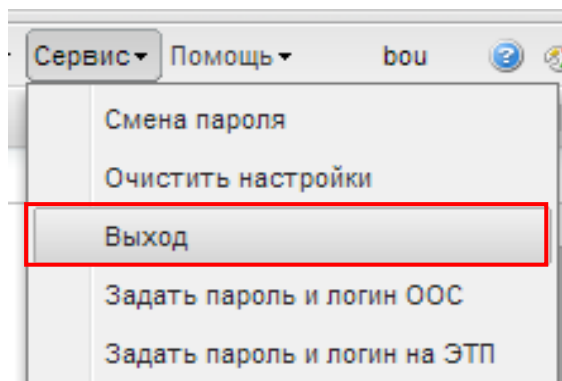 Сервис Помощь bou
Смена пароля
Очистить настройки
Выход
Задать пароль и логин ООС
Задать пароль и логин на ЭТП